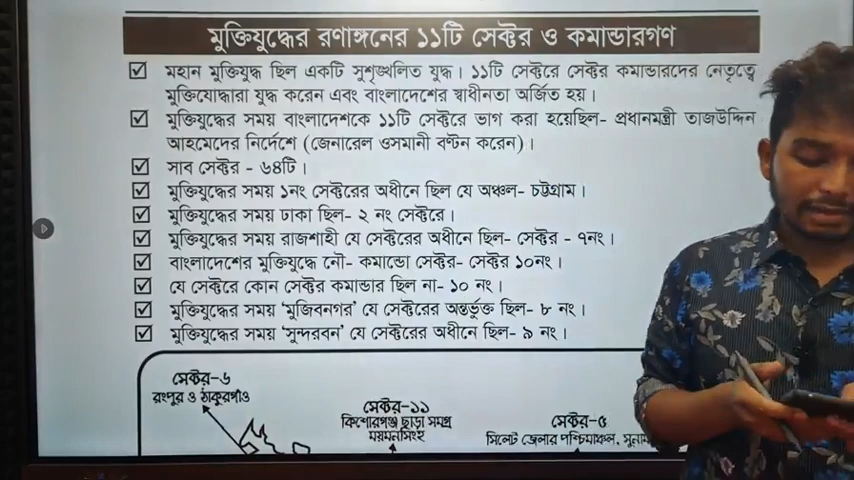 মুক্তিযুদ্ধের রণাঙ্গনের ১১টি সেক্টর ও কমান্ডারগণ
মহান মুক্তিযুদ্ধ ছিল একটি সুশৃঙ্খলিত যুদ্ধ। ১১টি সেক্টরে সেক্টর কমান্ডারদের নেতৃত্বে
মুক্তিযোদ্ধারা যুদ্ধ করেন এবং বাংলাদেশের স্বাধীনতা অর্জিত হয়।
মুক্তিযুদ্ধের সময় বাংলাদেশকে ১১টি সেক্টরে ভাগ করা হয়েছিল- প্রধানমন্ত্রী তাজউদ্দিন
আহমেদের নির্দেশে (জেনারেল ওসমানী বণ্টন করেন)।
সাব সেক্টর - ৬৪টি।
মুক্তিযুদ্ধের সময় ১নং সেক্টরের অধীনে ছিল যে অঞ্চল- চট্টগ্রাম।
মুক্তিযুদ্ধের সময় ঢাকা ছিল- ২ নং সেক্টরে।
মুক্তিযুদ্ধের সময় রাজশাহী যে সেক্টরের অধীনে ছিল- সেক্টর - ৭নং।
বাংলাদেশের মুক্তিযুদ্ধে নৌ- কমান্ডো সেক্টর- সেক্টর ১০নং।
যে সেক্টরে কোন সেক্টর কমান্ডার ছিল না- ১০ নং।
মুক্তিযুদ্ধের সময় ‘মুজিবনগর’ যে সেক্টরের অন্তর্ভুক্ত ছিল- ৮ নং।
মুক্তিযুদ্ধের সময় ‘সুন্দরবন’ যে সেক্টরের অধীনে ছিল- ৯ নং।
সেক্টর-৬
রংপুর ও ঠাকুরগাঁও
সেক্টর-১১
কিশোরগঞ্জ ছাড়া সমগ্র
ময়মনসিংহ
সেক্টর-৫
সিলেট জেলার পশ্চিমাঞ্চল,